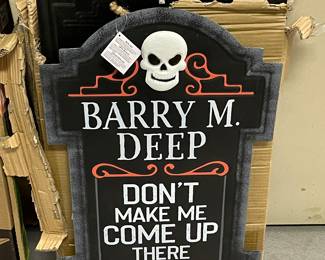 BARRY M.
DEEP
DON'T
MAKE ME
COME UP
THERE